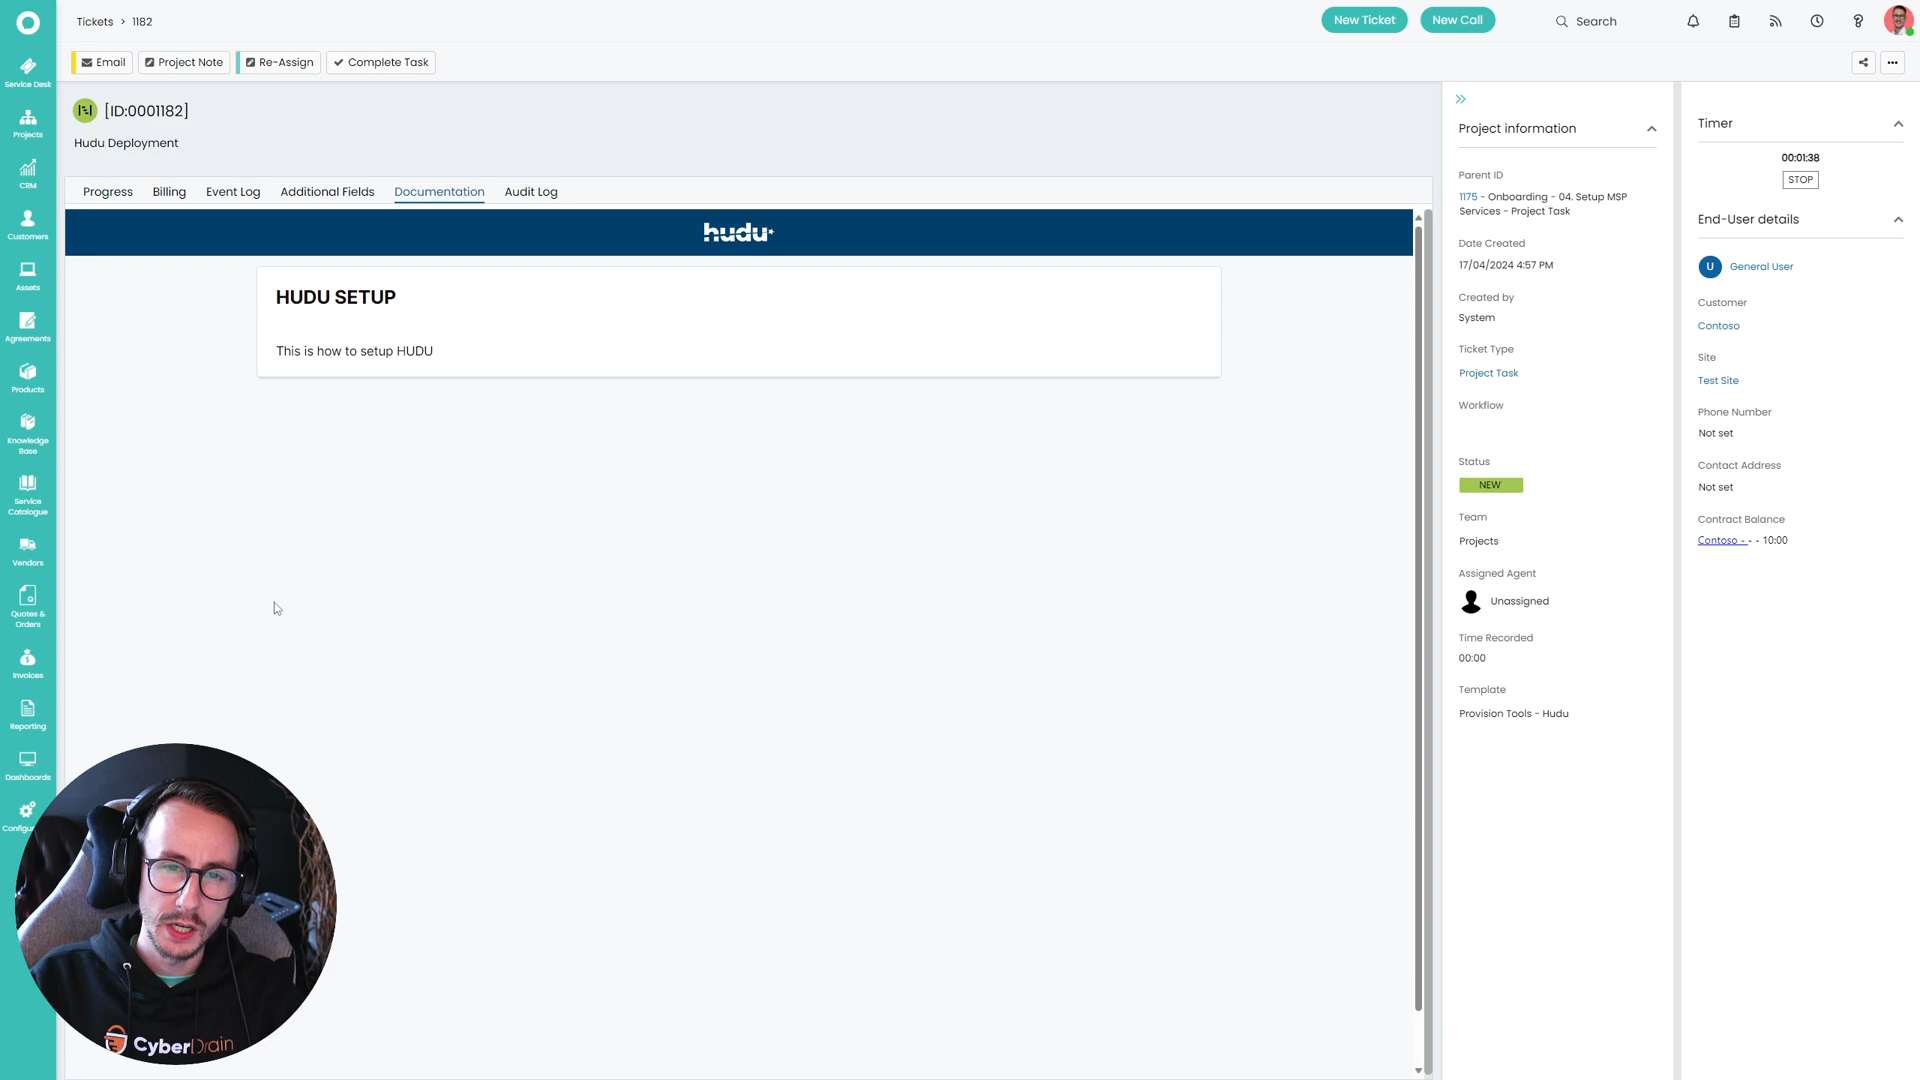 Tickets > 1182
New Ticket
New Call
Search
Email
Project Note
Re-Assign
Complete Task
Service Desk
Projects
CRM
Customers
Assets
Agreements
Products
Knowledge
Base
Service
Catalogue
Vendors
Quotes &
Orders
Invoices
Reporting
Dashboards
[ID:0001182]
Hudu Deployment
Progress
Billing
Event Log
Additional Fields
Documentation
Audit Log
hudu
HUDU SETUP
This is how to setup HUDU
Project information
Parent ID
1175 - Onboarding - 04. Setup MSP
Services - Project Task
Date Created
17/04/2024 4:57 PM
Created by
System
Ticket Type
Project Task
Workflow
Status
NEW
Team
Projects
Assigned Agent
Unassigned
Time Recorded
00:00
Template
Provision Tools - Hudu
Timer
00:01:38
STOP
End-User details
U
General User
Customer
Contoso
Site
Test Site
Phone Number
Not set
Contact Address
Not set
Contract Balance
Contoso - - - 10:00
CyberDrain